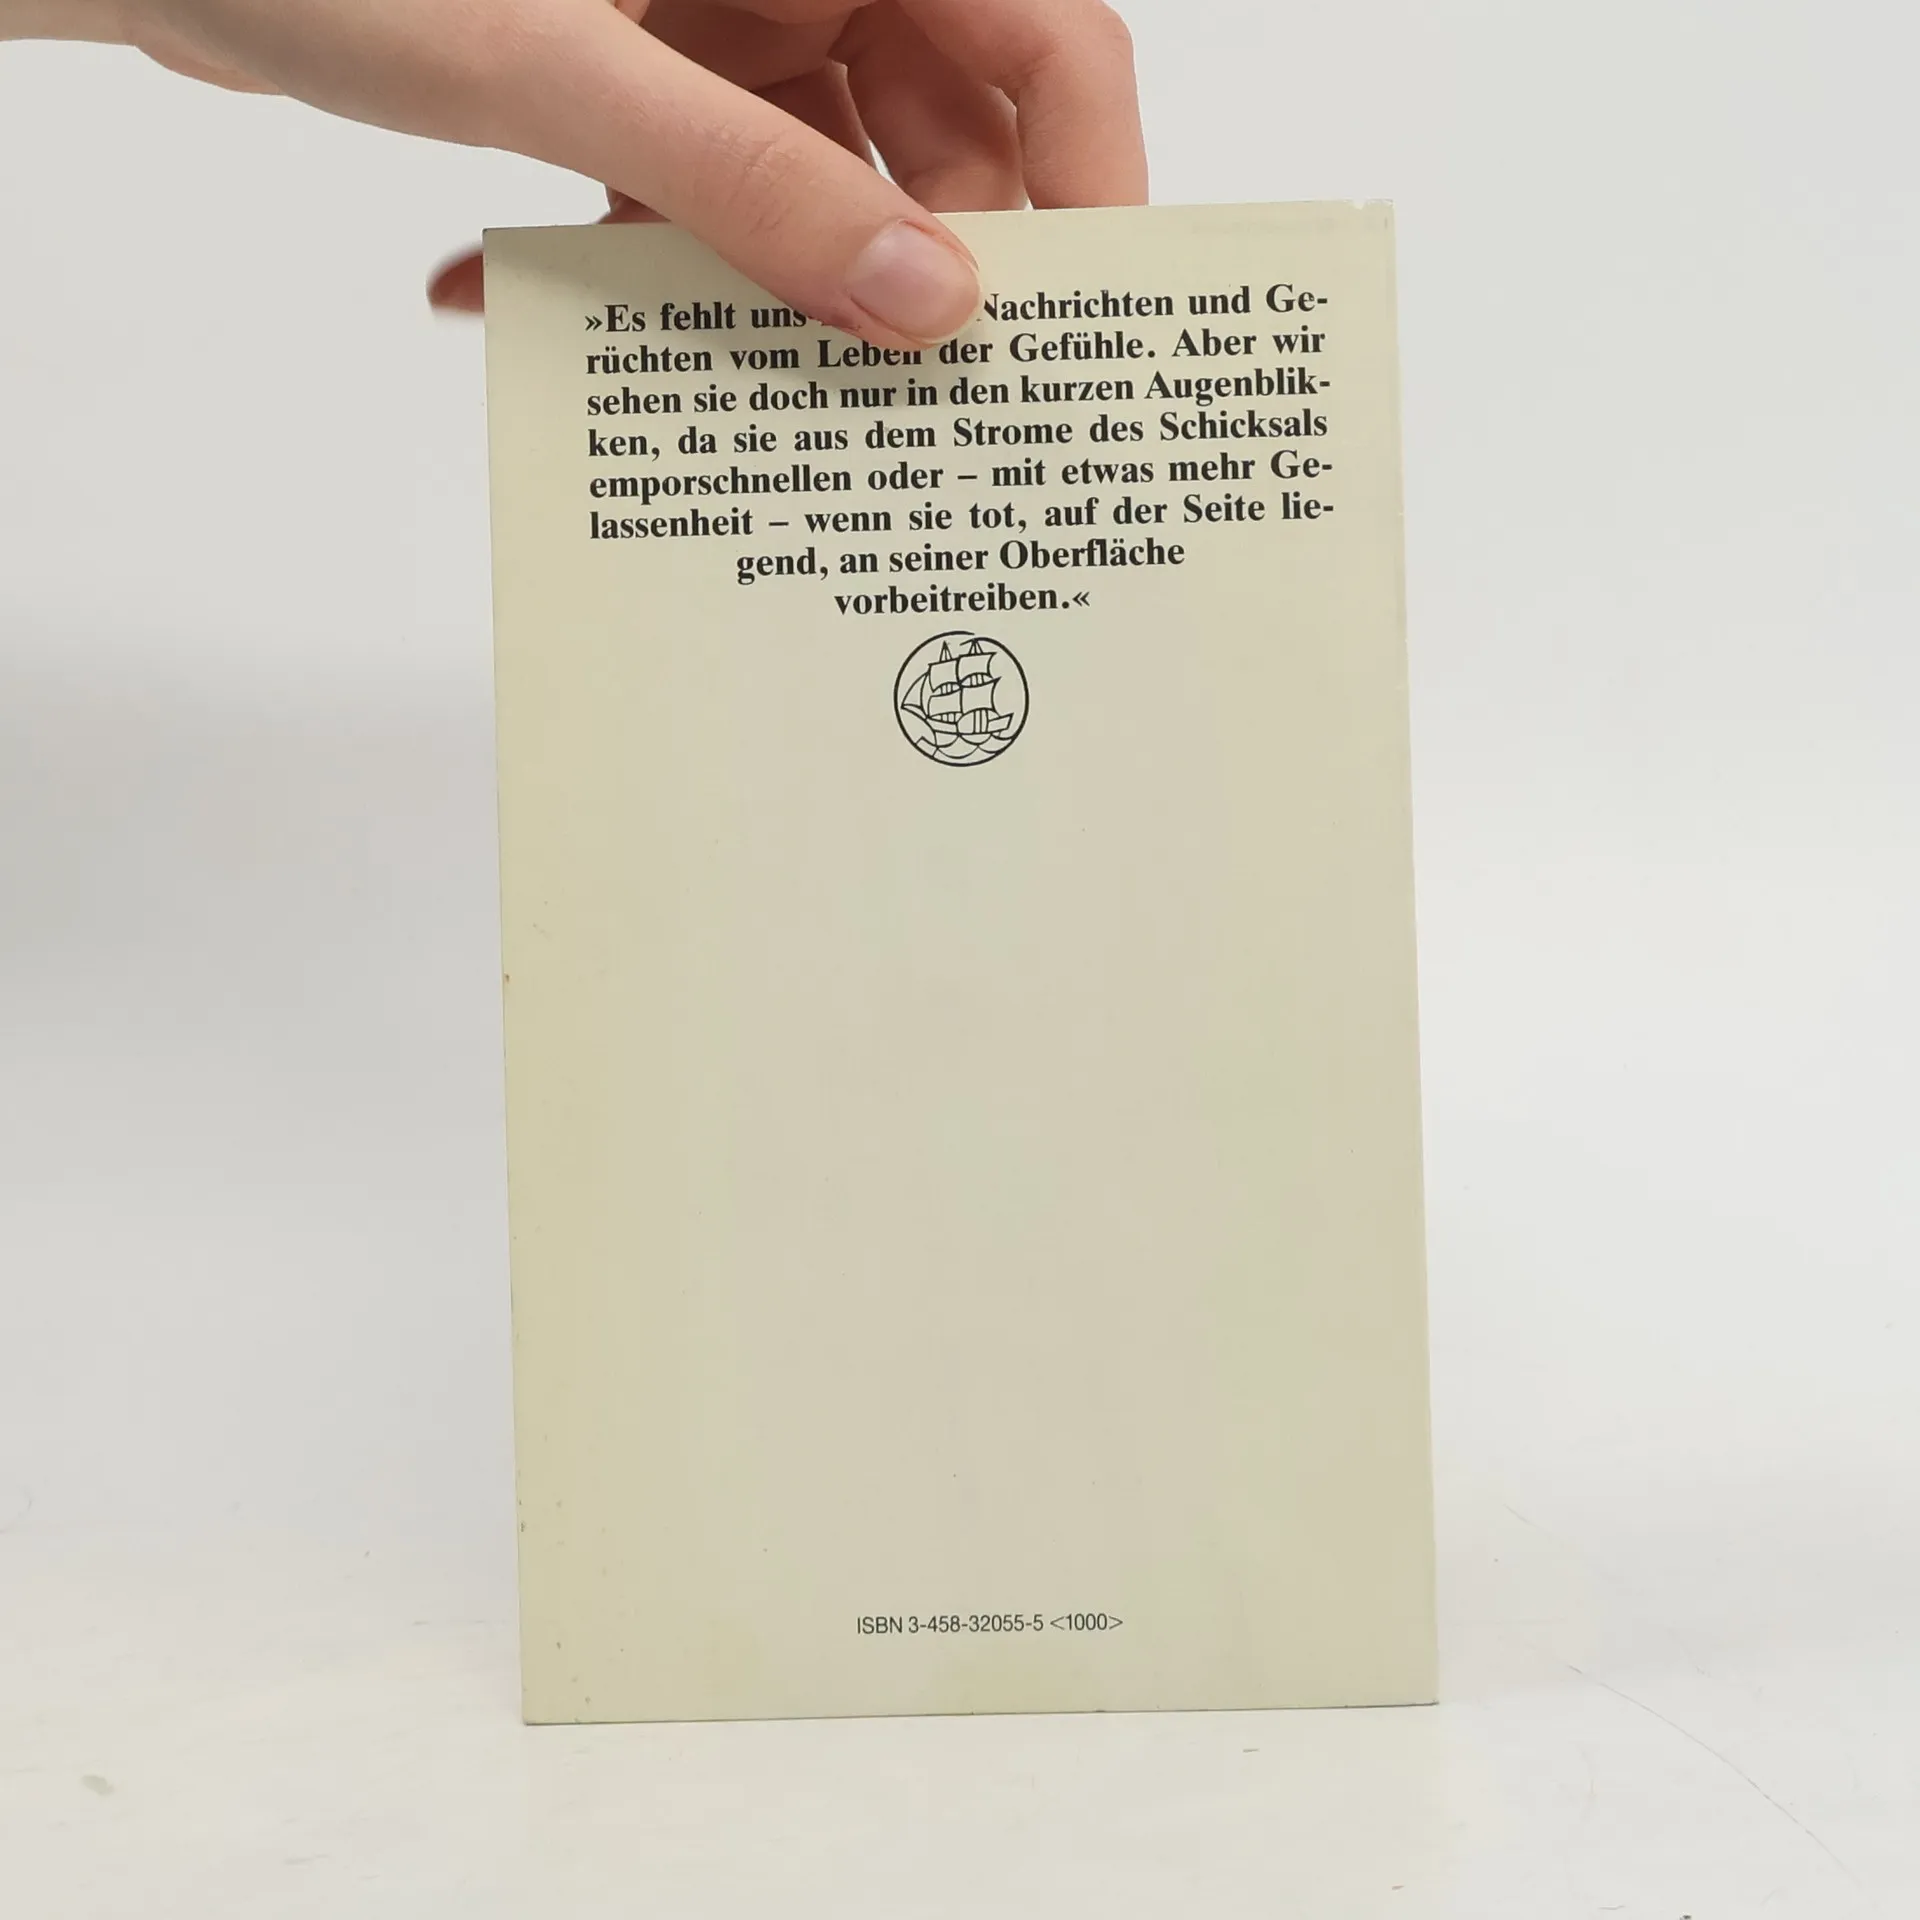 »Es fehlt uns Nachrichten und Ge-
rüchten vom Leben der Gefühle. Aber wir
sehen sie doch nur in den kurzen Augenblik-
ken, da sie aus dem Strome des Schicksals
emporschnellen oder – mit etwas mehr Ge-
lassenheit – wenn sie tot, auf der Seite lie-
gend, an seiner Oberfläche
vorbeitreiben.«
ISBN 3-458-32055-5 <1000>